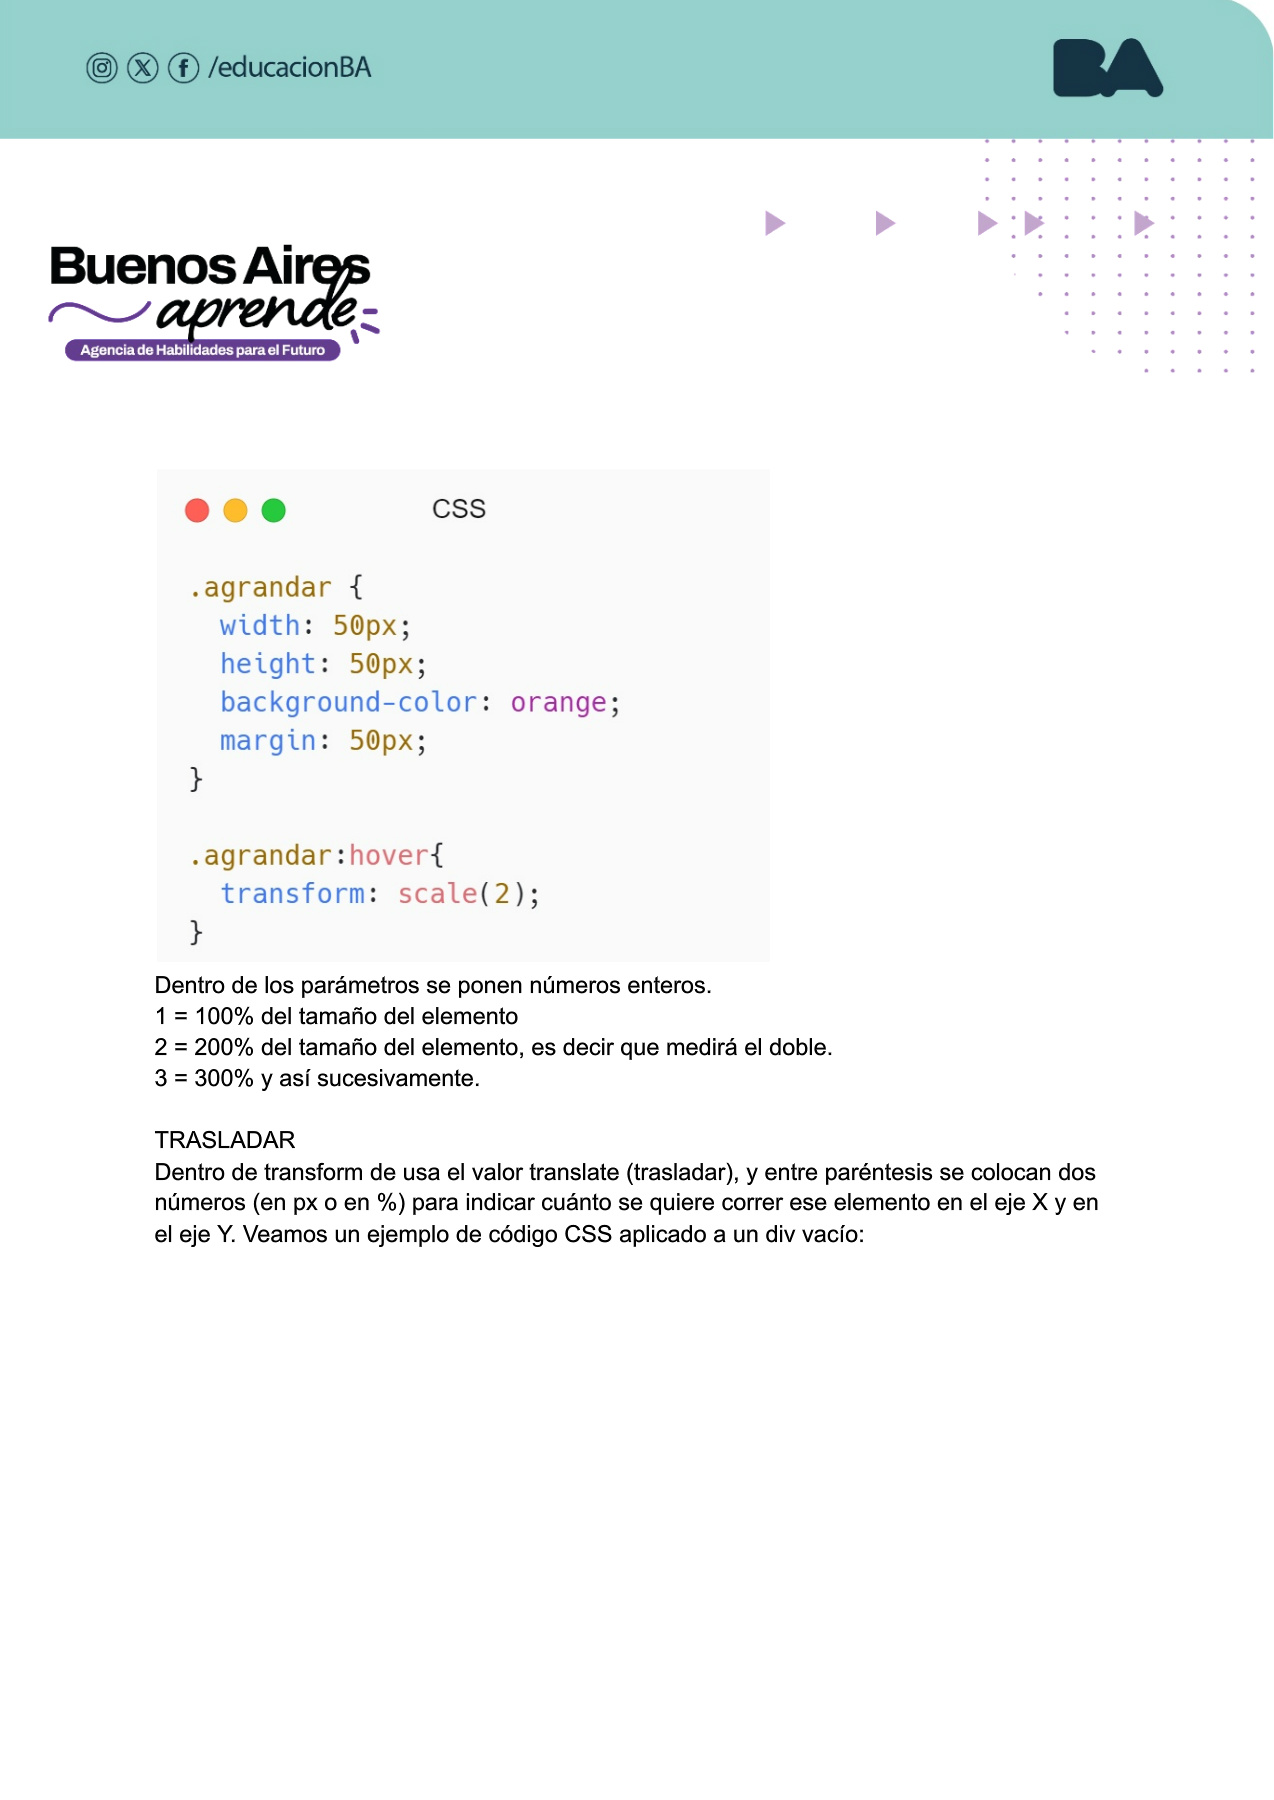 /educacionBA
BA
Buenos Aires
aprende
Agencia de Habilidades para el Futuro
CSS
.agrandar {
  width: 50px;
  height: 50px;
  background-color: orange;
  margin: 50px;
}
.agrandar:hover{
  transform: scale(2);
}
Dentro de los parámetros se ponen números enteros.
1 = 100% del tamaño del elemento
2 = 200% del tamaño del elemento, es decir que medirá el doble.
3 = 300% y así sucesivamente.
TRASLADAR
Dentro de transform de usa el valor translate (trasladar), y entre paréntesis se colocan dos
números (en px o en %) para indicar cuánto se quiere correr ese elemento en el eje X y en
el eje Y. Veamos un ejemplo de código CSS aplicado a un div vacío: